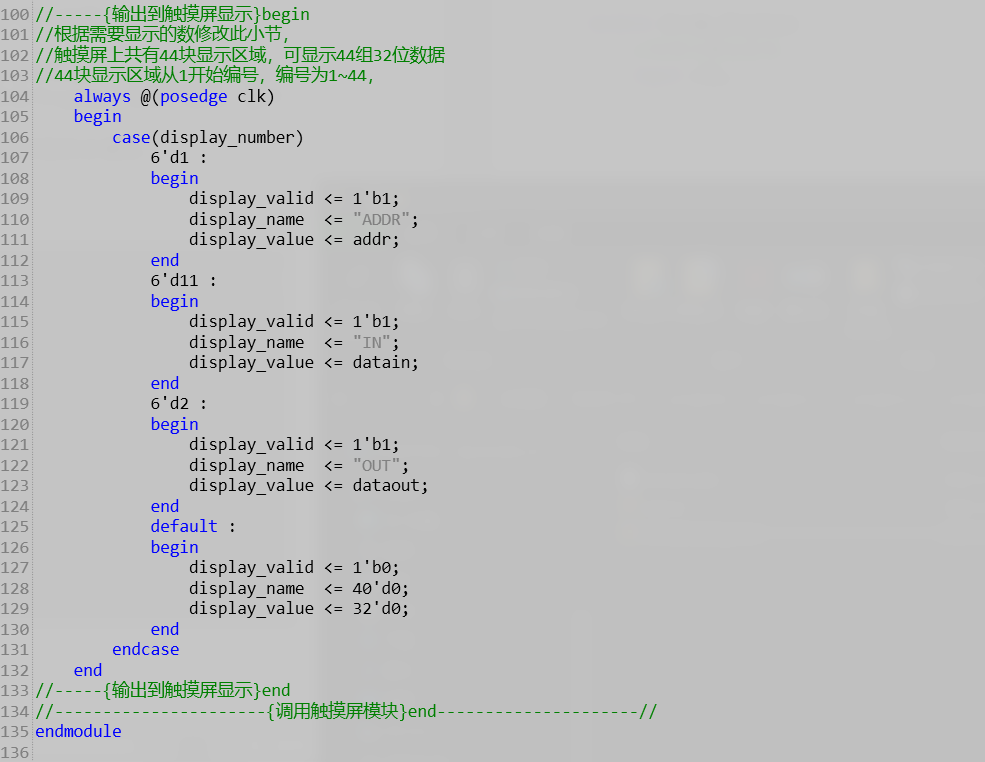 100 //-----{输出到触摸屏显示}begin
101 //根据需要显示的数修改此小节，
102 //触摸屏上共有44块显示区域，可显示44组32位数据
103 //44块显示区域从1开始编号，编号为1~44，
104     always @(posedge clk)
105     begin
106         case(display_number)
107             6'd1 :
108             begin
109                 display_valid <= 1'b1;
110                 display_name  <= "ADDR";
111                 display_value <= addr;
112             end
113             6'd11 :
114             begin
115                 display_valid <= 1'b1;
116                 display_name  <= "IN";
117                 display_value <= datain;
118             end
119             6'd2 :
120             begin
121                 display_valid <= 1'b1;
122                 display_name  <= "OUT";
123                 display_value <= dataout;
124             end
125             default :
126             begin
127                 display_valid <= 1'b0;
128                 display_name  <= 40'd0;
129                 display_value <= 32'd0;
130             end
131         endcase
132     end
133 //-----{输出到触摸屏显示}end
134 //----------------------{调用触摸屏模块}end---------------------//
135 endmodule
136